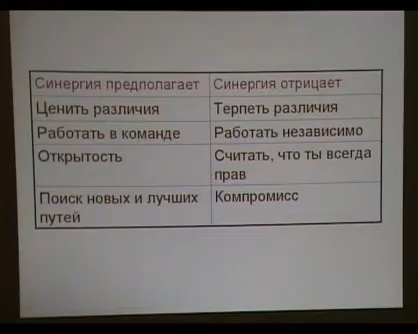 Синергия предполагает Синергия отрицает
Ценить различия Терпеть различия
Работать в команде Работать независимо
Открытость Считать, что ты всегда
прав
Поиск новых и лучших Компромисс
путей